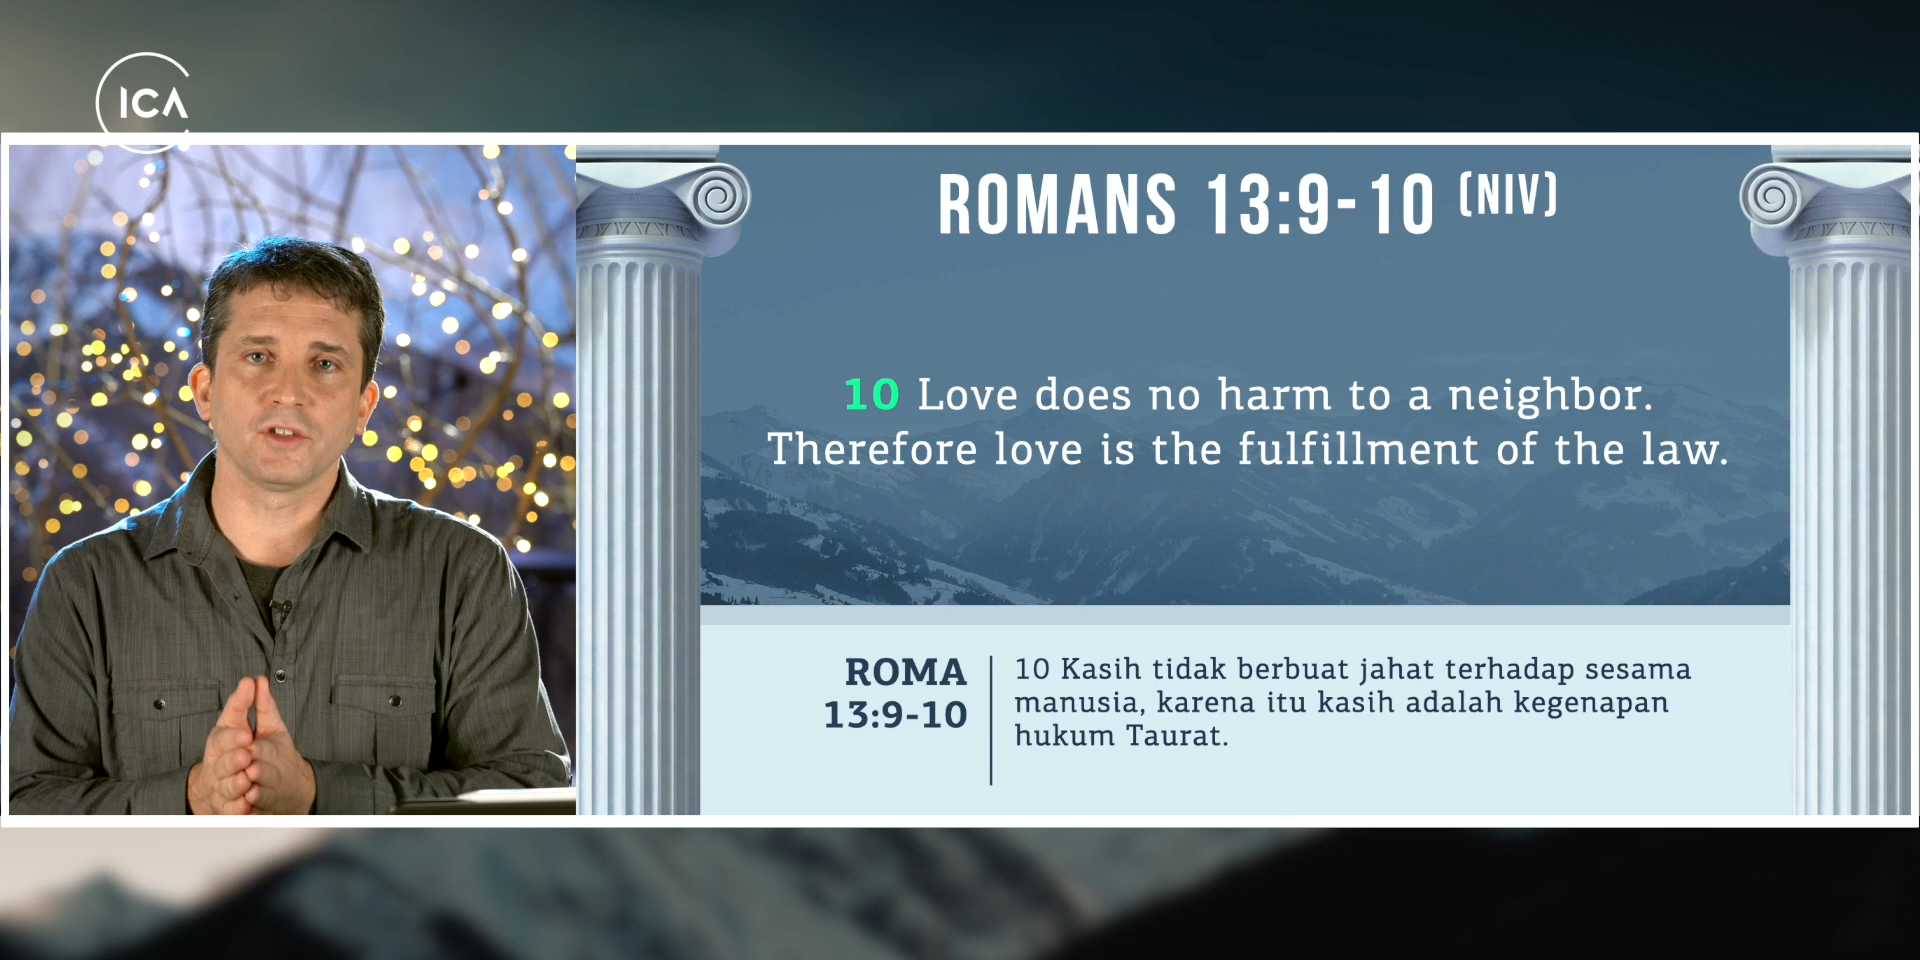 ICA
ROMANS 13:9-10 (NIV)
10 Love does no harm to a neighbor.
Therefore love is the fulfillment of the law.
ROMA
13:9-10
10 Kasih tidak berbuat jahat terhadap sesama
manusia, karena itu kasih adalah kegenapan
hukum Taurat.